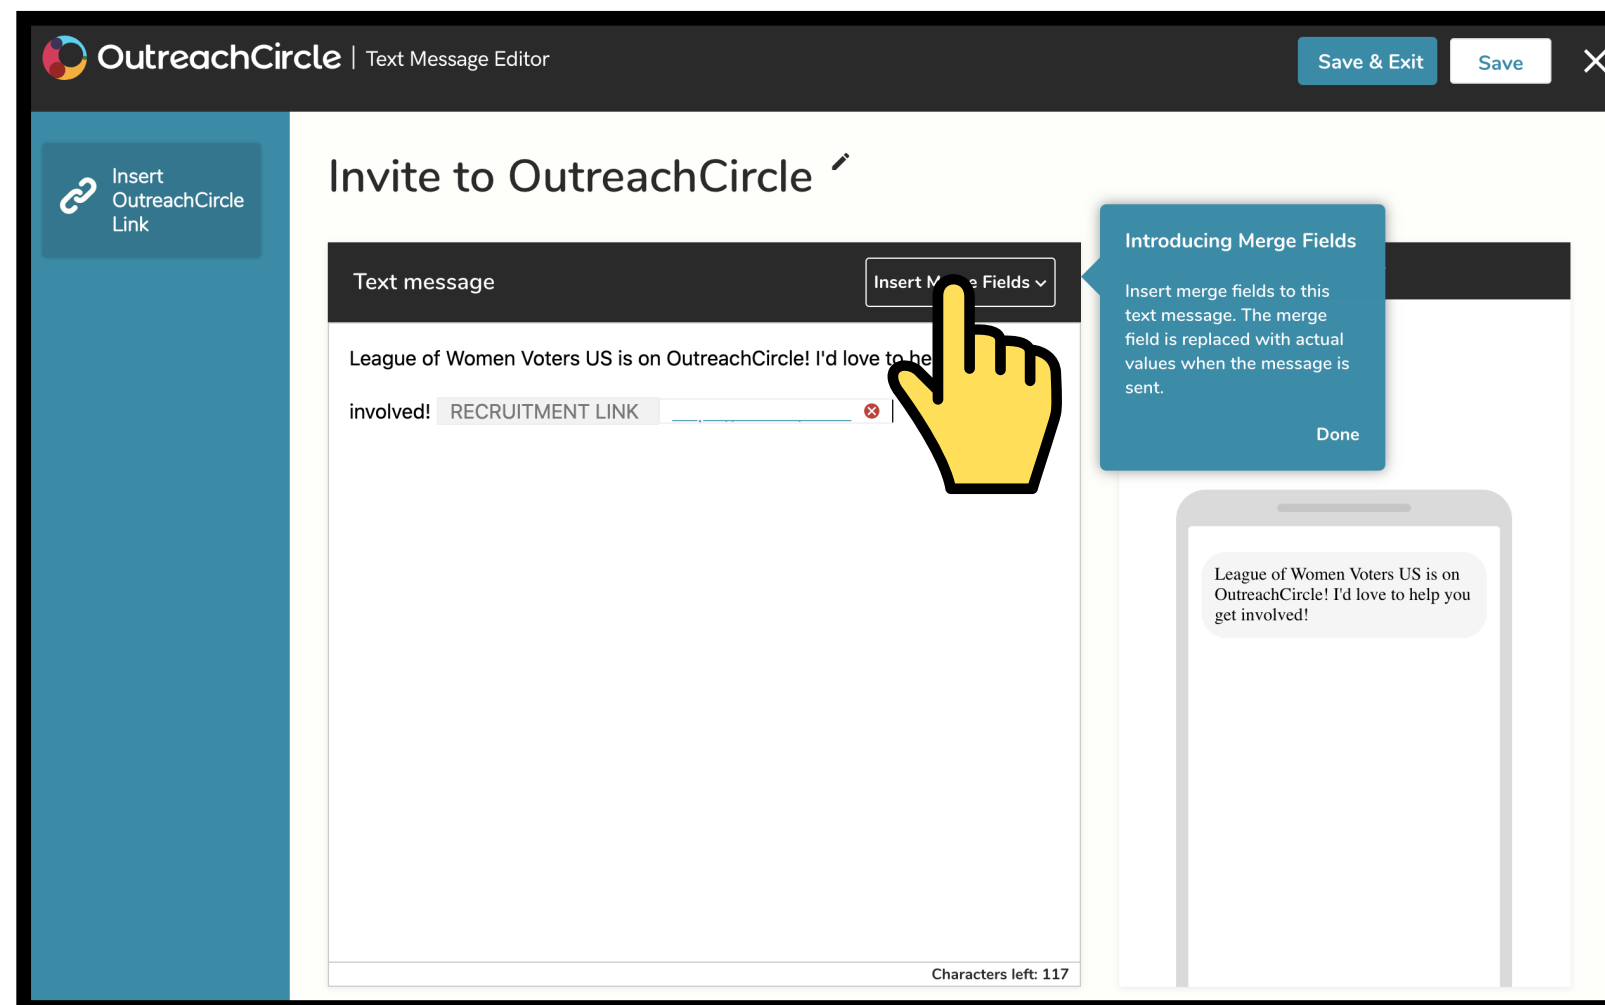 OutreachCircle | Text Message Editor
Save & Exit
Save
Insert
OutreachCircle
Link
Invite to OutreachCircle
Text message
Insert Fields
Introducing Merge Fields
Insert merge fields to this
text message. The merge
field is replaced with actual
values when the message is
sent.
Done
League of Women Voters US is on OutreachCircle! I'd love to
involved! RECRUITMENT LINK
Characters left: 117
League of Women Voters US is on
OutreachCircle! I'd love to help you
get involved!